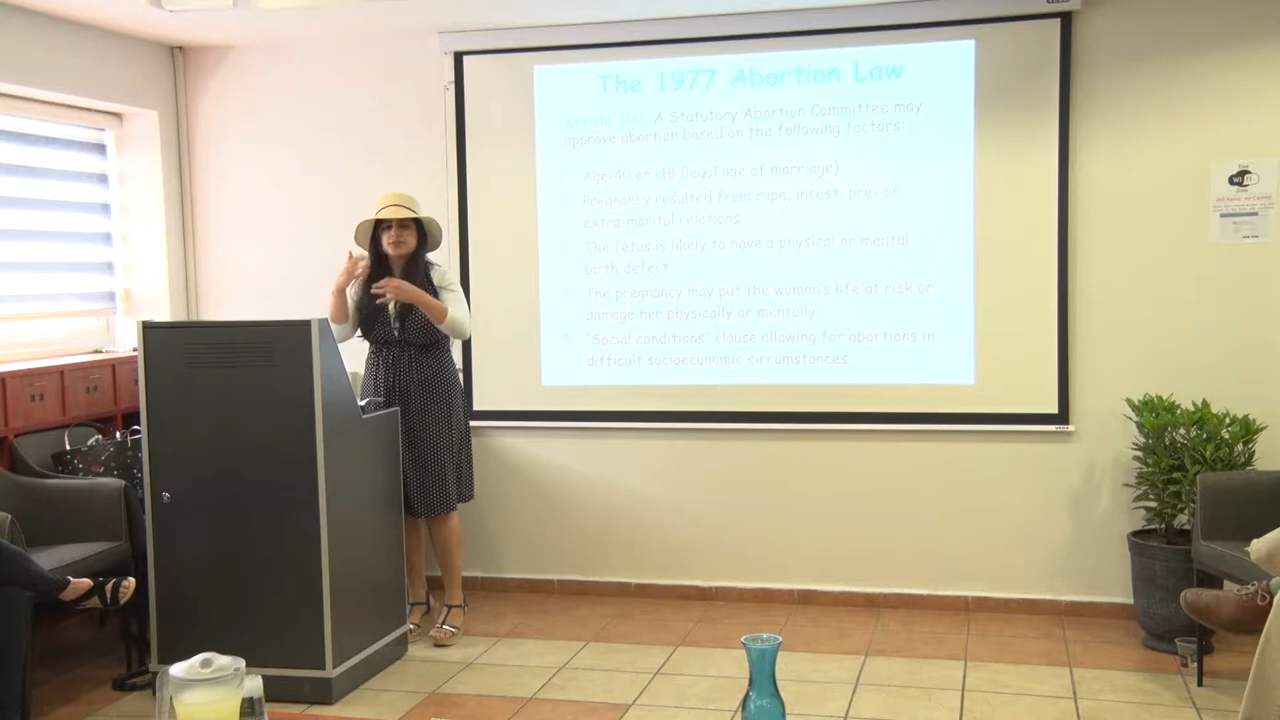 The 1977 Abortion Law
Article 316: A Statutory Abortion Committee may
approve abortion based on the following factors:
1. Age>40 or <18 (legal age of marriage)
2. Pregnancy resulted from rape, incest, pre- or
extra-marital relations
3. The fetus is likely to have a physical or mental
birth defect
4. The pregnancy may put the woman's life at risk or
damage her physically or mentally
5. "Social conditions" clause allowing for abortions in
difficult socioeconomic circumstances
Free
Wi Fi
Zone